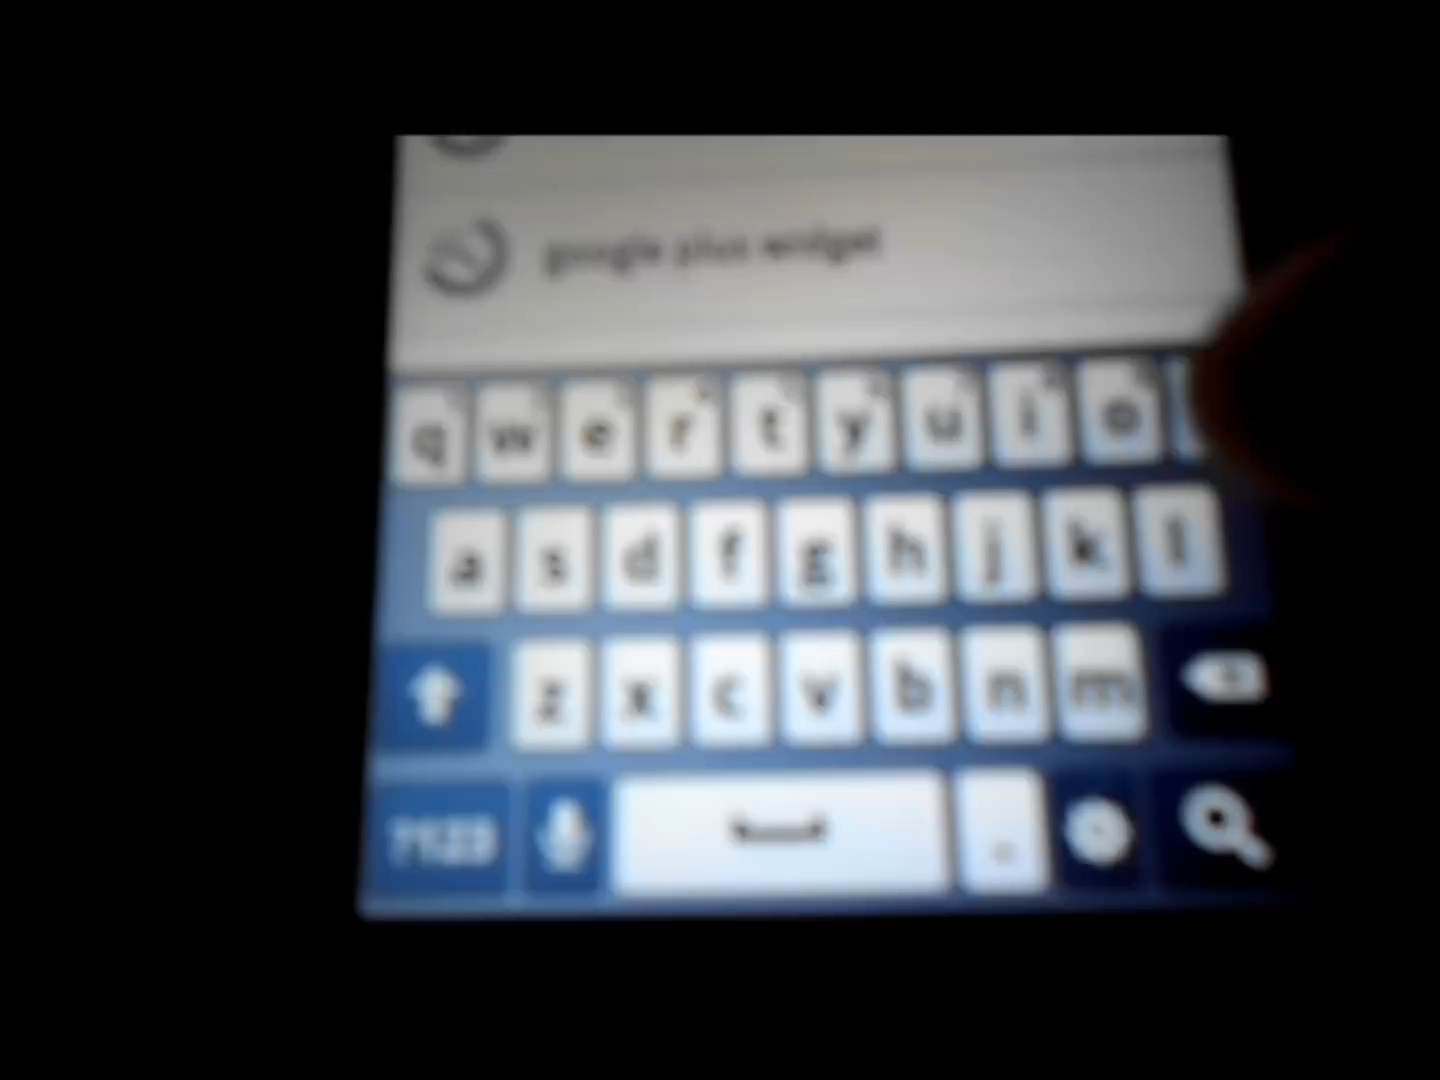 google plus widget
q w e r t y u i o
a s d f g h j k l
z x c v b n m
?123 .